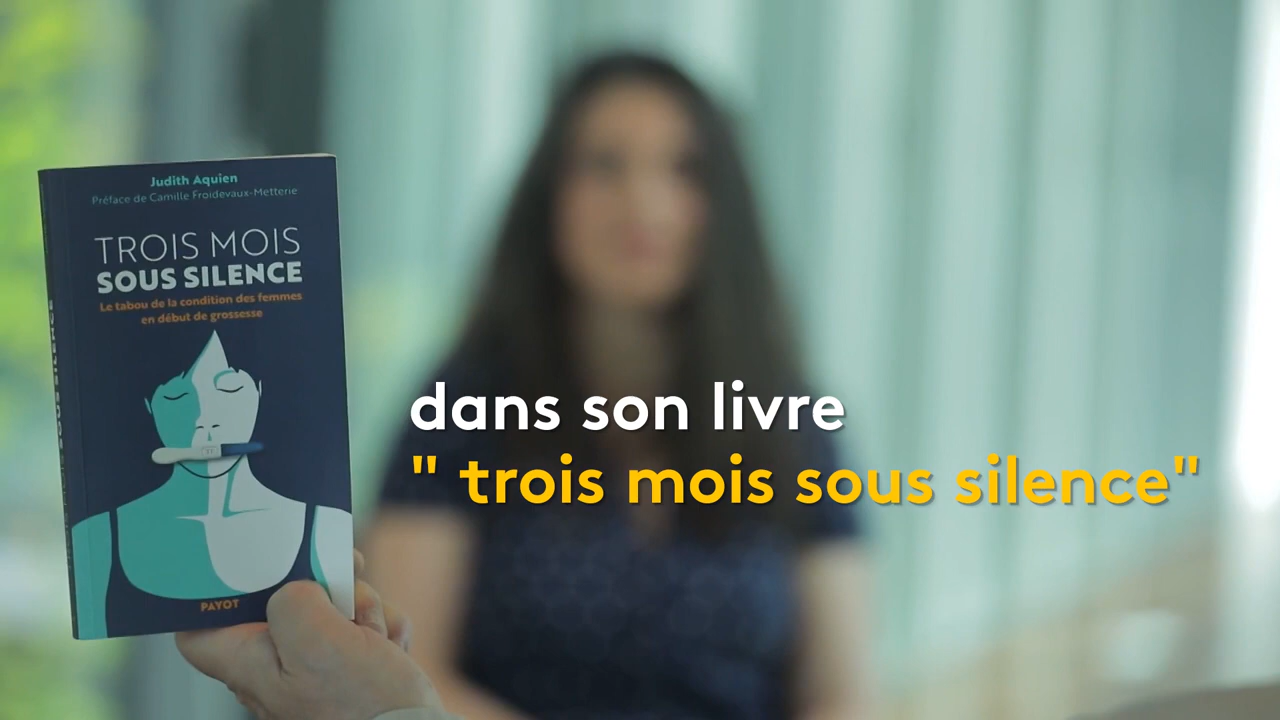 Judith Aquien
Préface de Camille Froidevaux-Metterie
TROIS MOIS
SOUS SILENCE
Le tabou de la condition des femmes
en début de grossesse
PAYOT
dans son livre
" trois mois sous silence"